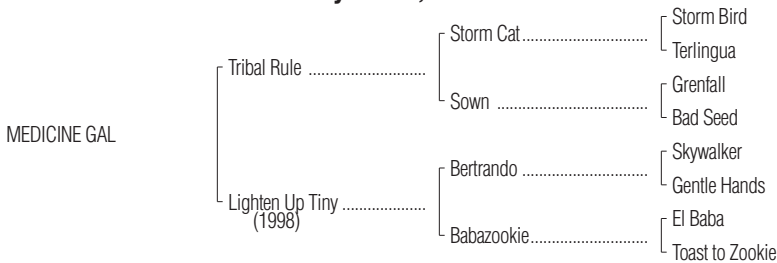 Storm Bird
Storm Cat..............................
Terlingua
Tribal Rule ............................
Grenfall
Sown ....................................
Bad Seed
MEDICINE GAL
Skywalker
Bertrando ..............................
Gentle Hands
Lighten Up Tiny ....................
(1998)
El Baba
Babazookie............................
Toast to Zookie